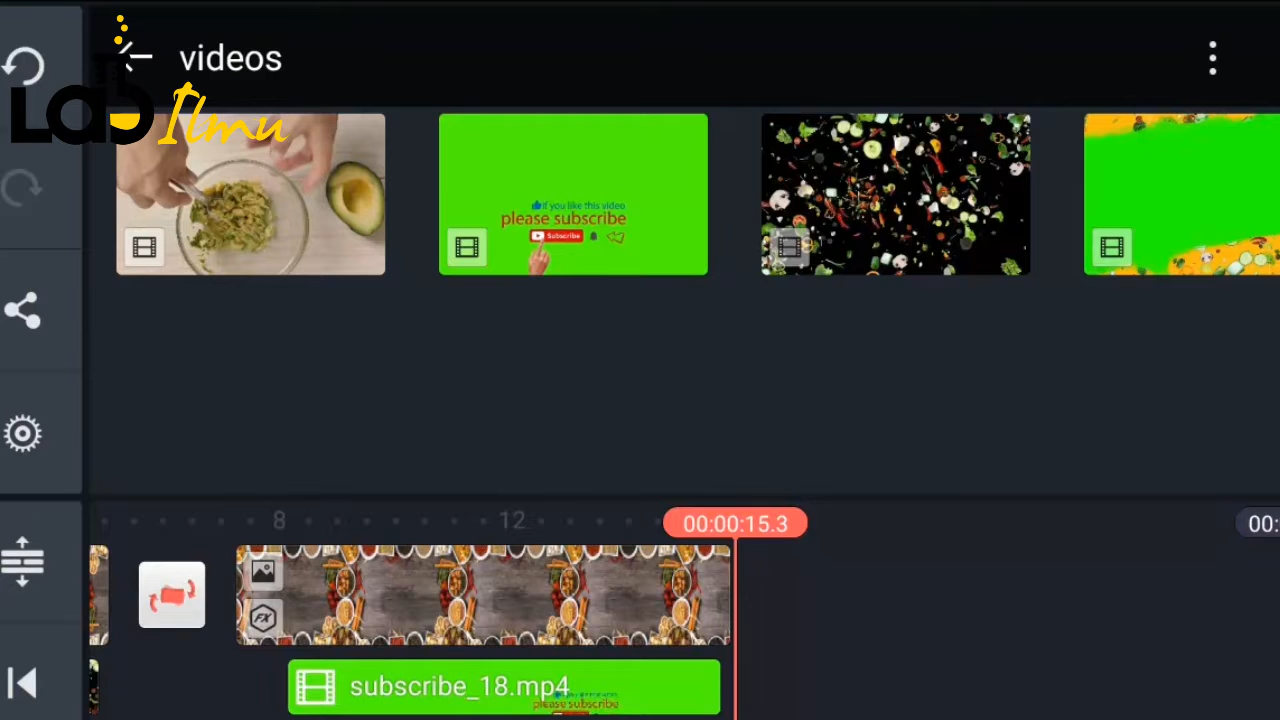 videos
Lab Ilmu
if you like this video
please subscribe
Subscribe
8
12
00:00:15.3
00:
FX
subscribe_18.mp4
please subscribe